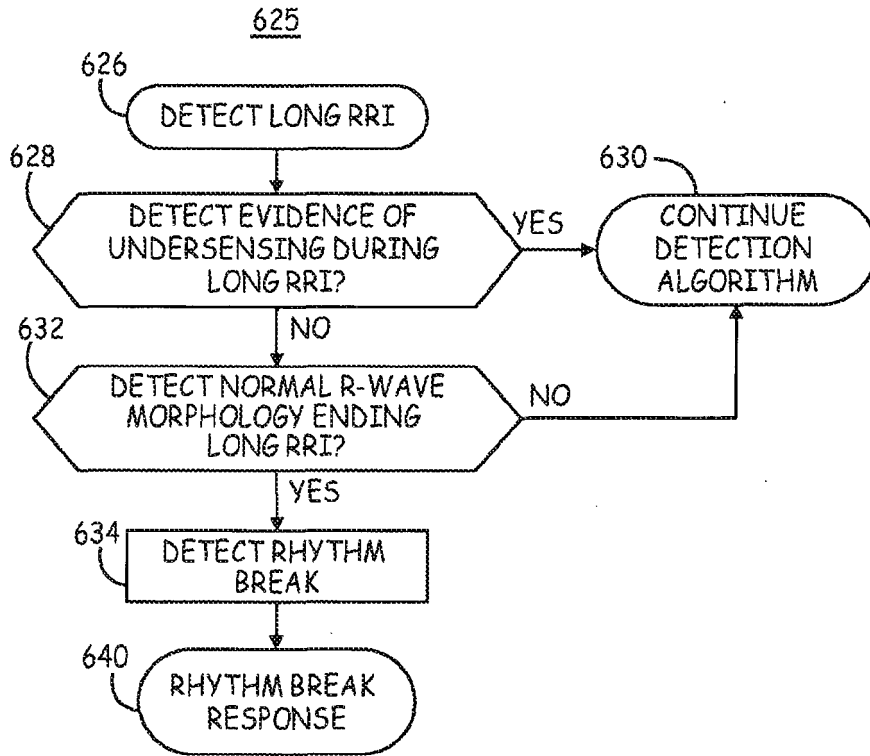 625
626
DETECT LONG RRI
628
DETECT EVIDENCE OF
UNDERSENSING DURING
LONG RRI?
YES
630
CONTINUE
DETECTION
ALGORITHM
NO
632
DETECT NORMAL R-WAVE
MORPHOLOGY ENDING
LONG RRI?
NO
YES
634
DETECT RHYTHM
BREAK
640
RHYTHM BREAK
RESPONSE